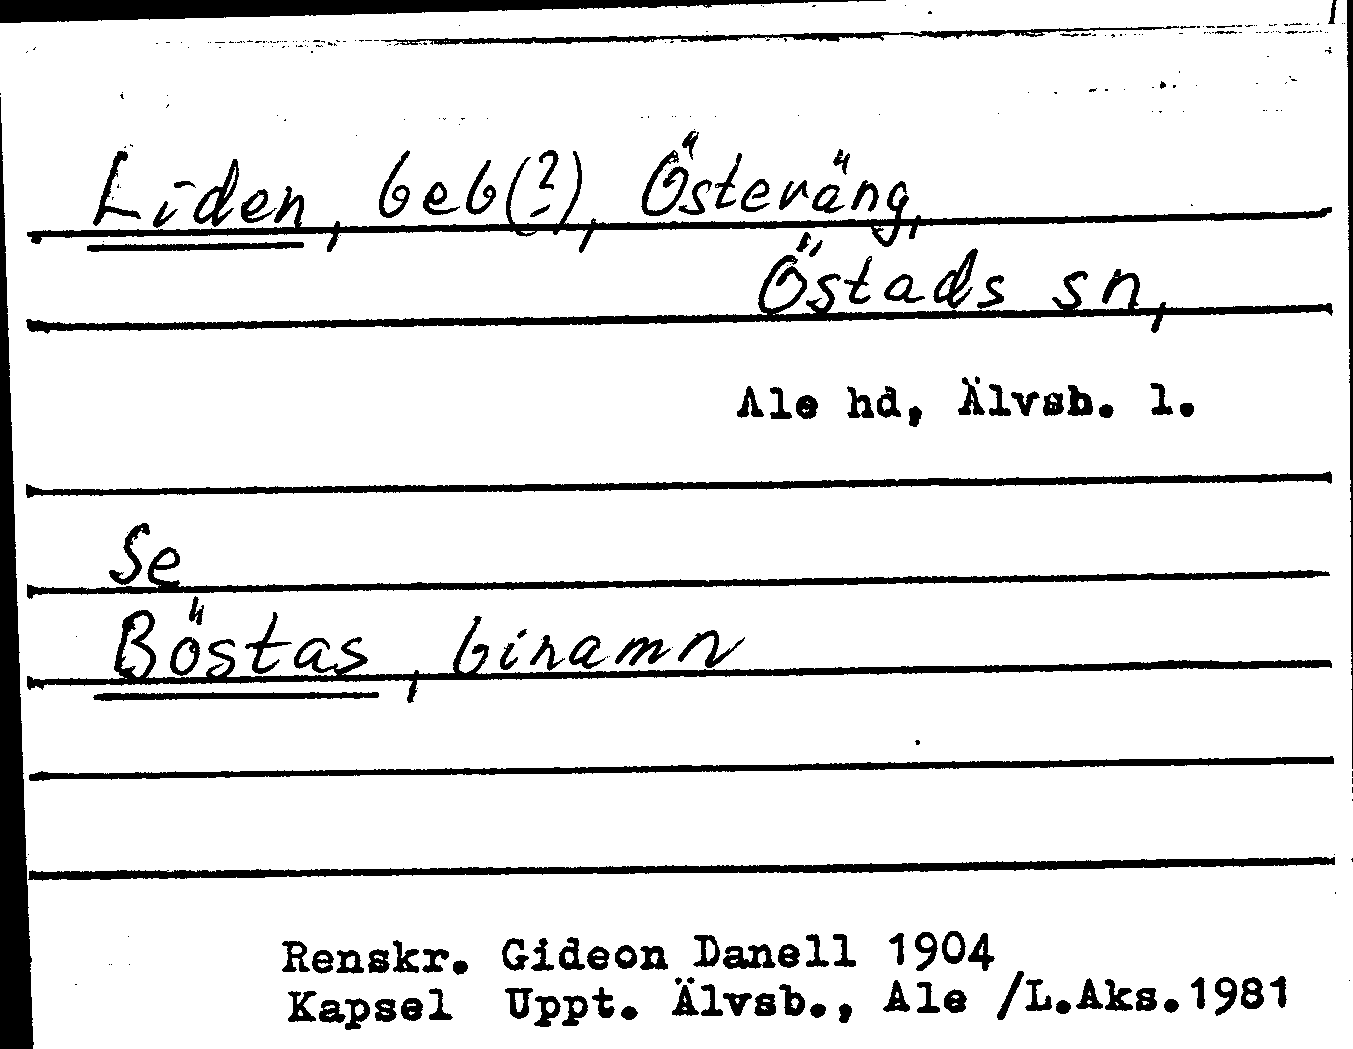 Liden, beb(?), Östeväng,
Östads sn,
Ale hd, Älvsb. l.
Se
Böstas, binamn
Renskr. Gideon Danell 1904
Kapsel Uppt. Älvsb., Ale /L.Aks.1981